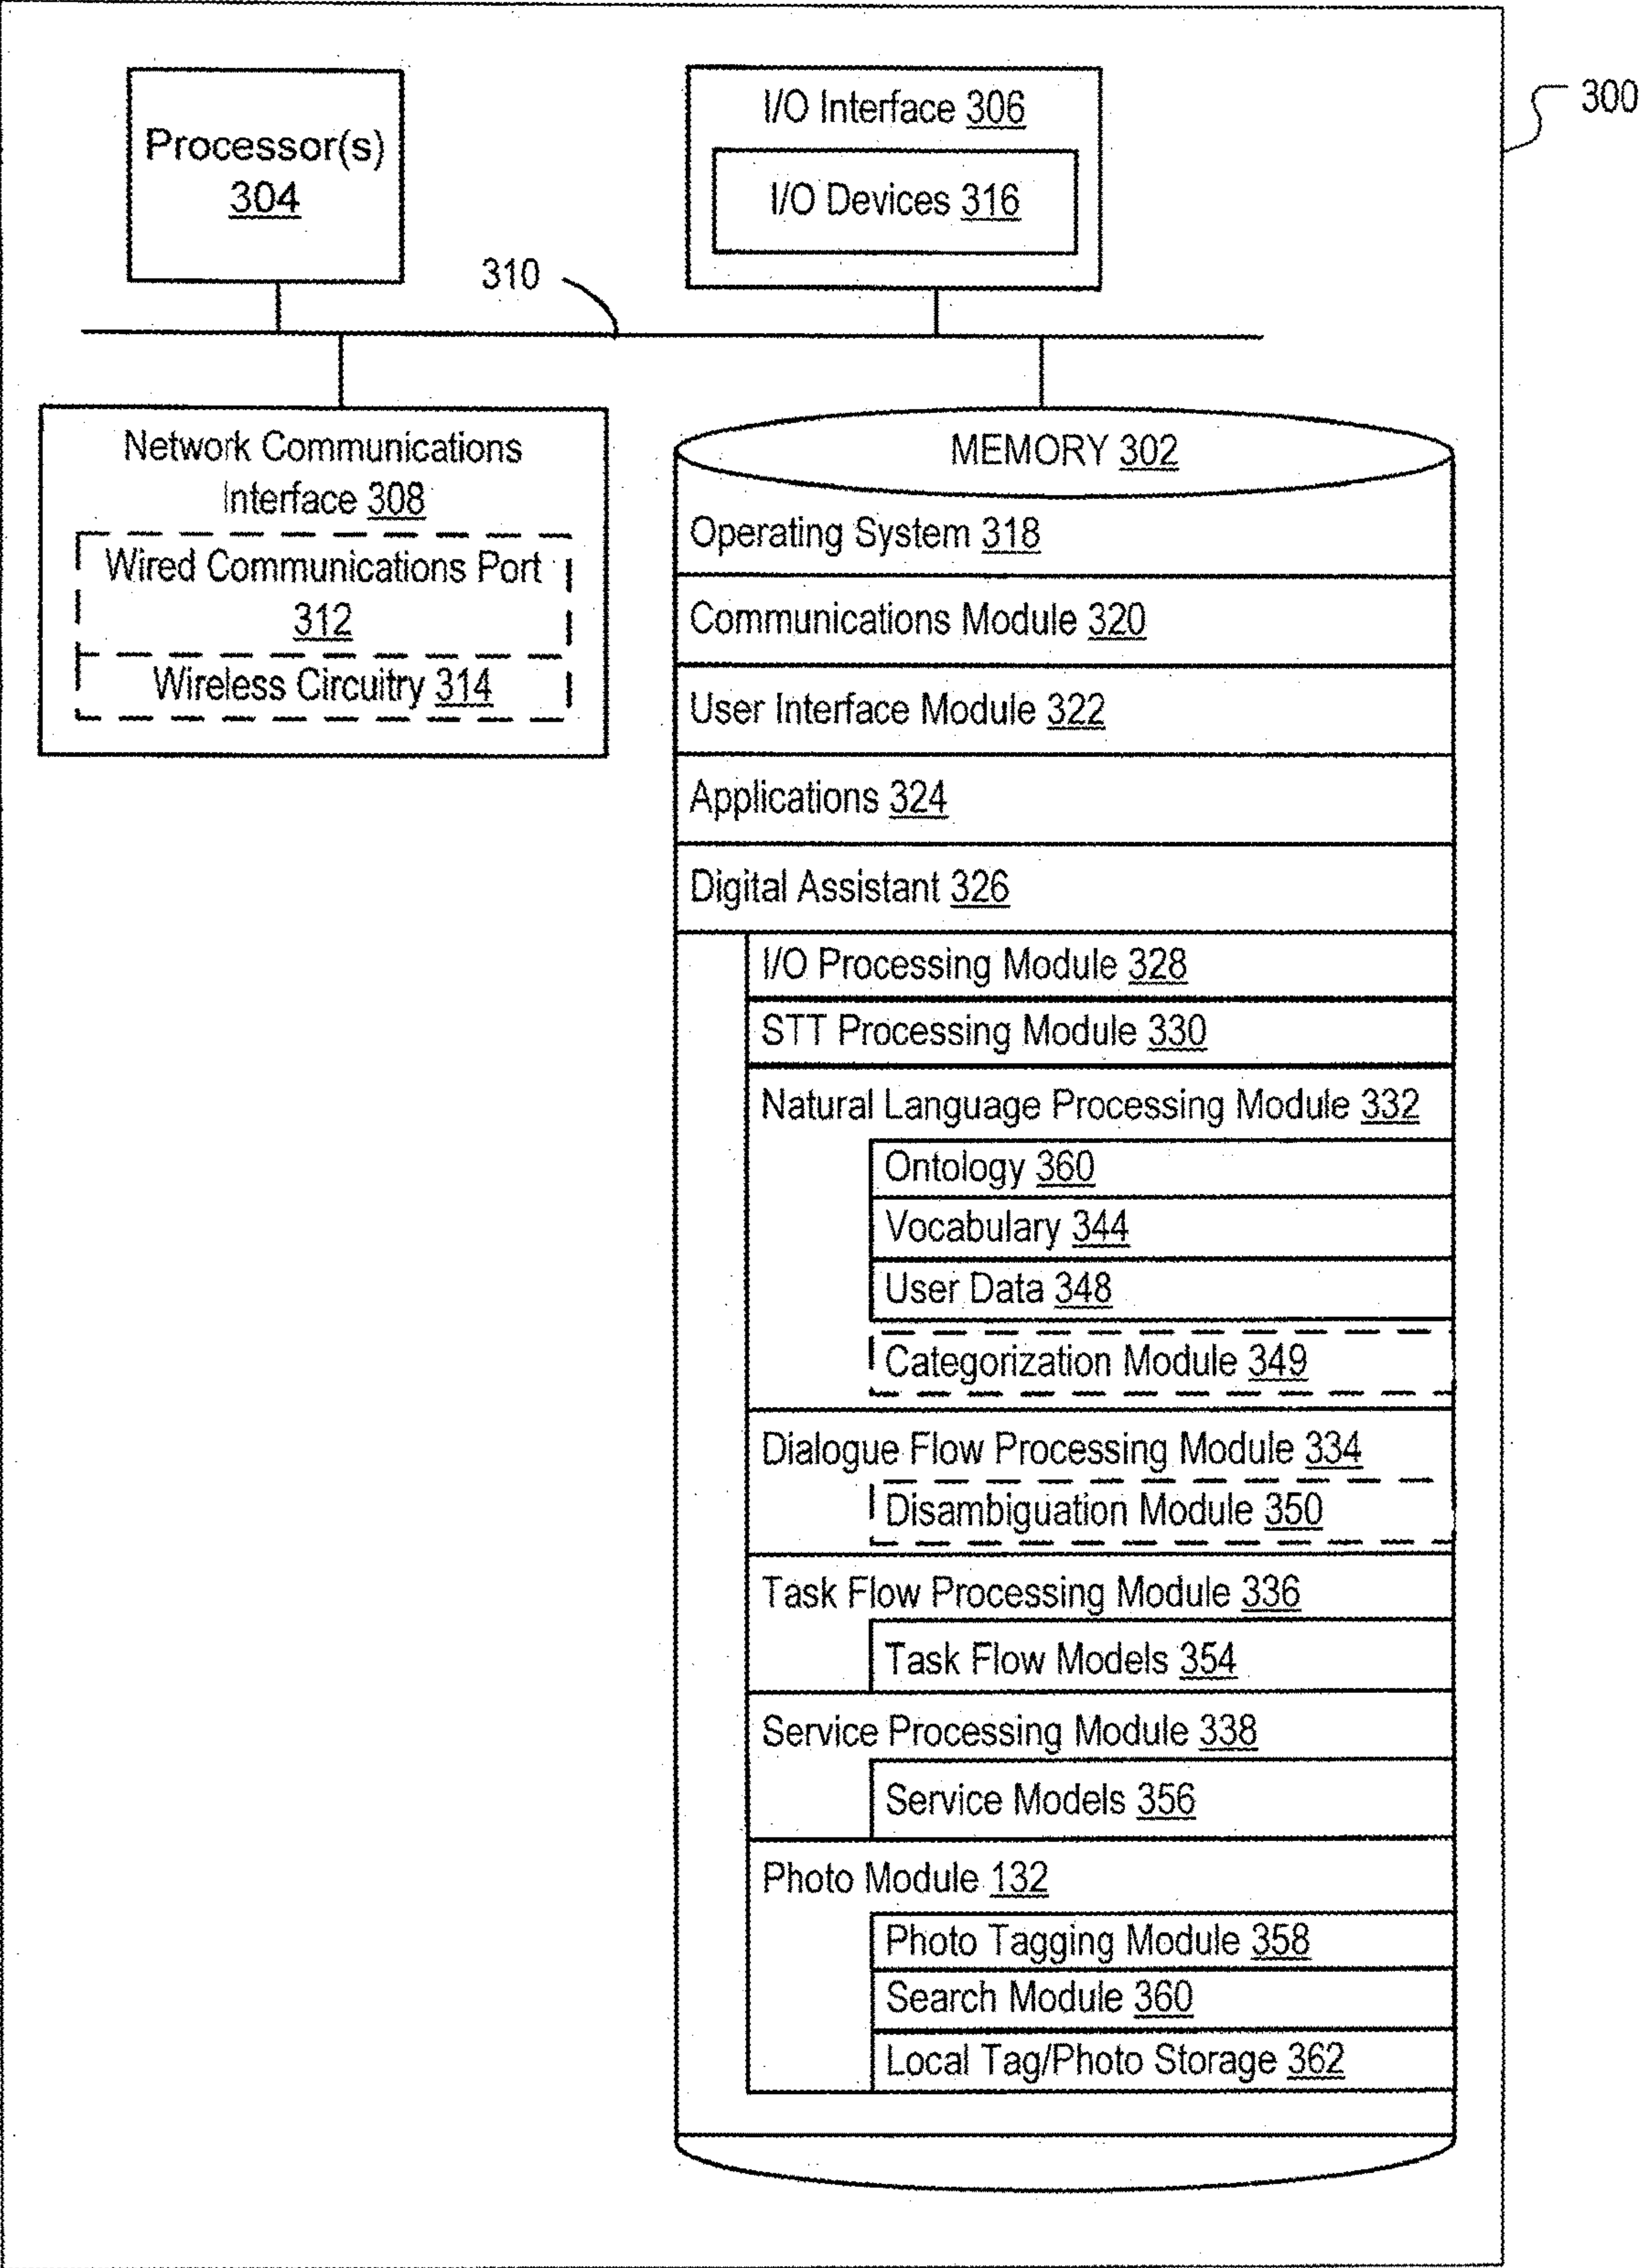 300
Processor(s)
304
I/O Interface 306
I/O Devices 316
310
Network Communications
Interface 308
Wired Communications Port
312
Wireless Circuitry 314
MEMORY 302
Operating System 318
Communications Module 320
User Interface Module 322
Applications 324
Digital Assistant 326
I/O Processing Module 328
STT Processing Module 330
Natural Language Processing Module 332
Ontology 360
Vocabulary 344
User Data 348
Categorization Module 349
Dialogue Flow Processing Module 334
Disambiguation Module 350
Task Flow Processing Module 336
Task Flow Models 354
Service Processing Module 338
Service Models 356
Photo Module 132
Photo Tagging Module 358
Search Module 360
Local Tag/Photo Storage 362